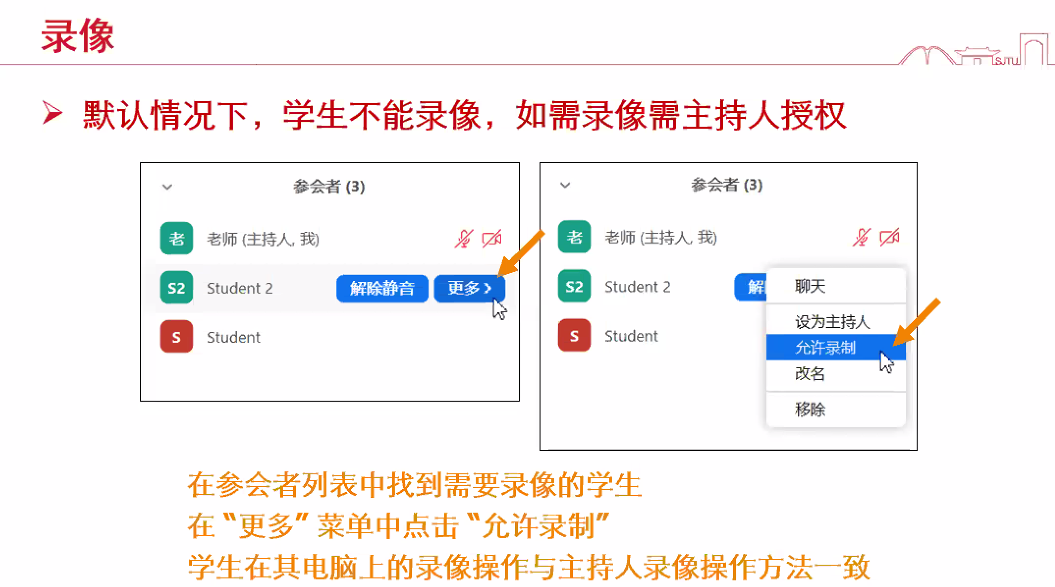 录像
默认情况下，学生不能录像，如需录像需主持人授权
参会者 (3)
老 老师 (主持人, 我)
S2 Student 2 解除静音 更多
S Student
参会者 (3)
老 老师 (主持人, 我)
S2 Student 2 解
S Student
聊天
设为主持人
允许录制
改名
移除
在参会者列表中找到需要录像的学生
在“更多”菜单中点击“允许录制”
学生在其电脑上的录像操作与主持人录像操作方法一致